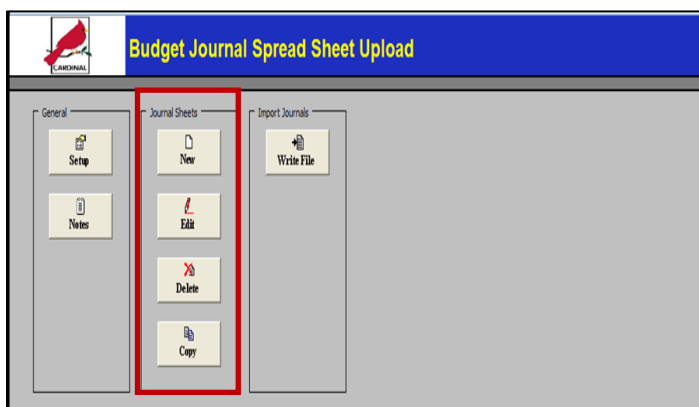 CARDINAL
Budget Journal Spread Sheet Upload
General
Setup
Notes
Journal Sheets
New
Edit
Delete
Copy
Import Journals
Write File